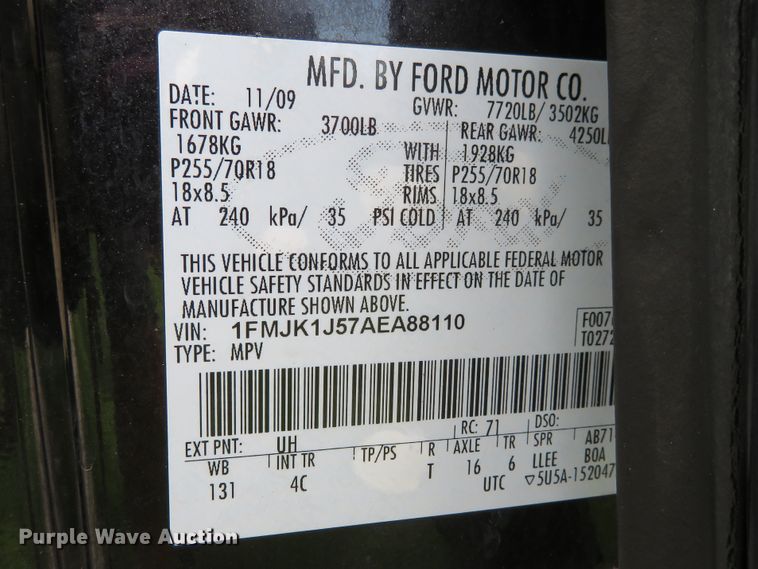 MFD. BY FORD MOTOR CO.
DATE: 11/09 GVWR: 7720LB/ 3502KG
FRONT GAWR: 3700LB REAR GAWR: 4250L
1678KG WITH 1928KG
P255/70R18 TIRES P255/70R18
18x8.5 RIMS 18x8.5
AT 240 kPa/ 35 PSI COLD AT 240 kPa/ 35
THIS VEHICLE CONFORMS TO ALL APPLICABLE FEDERAL MOTOR
VEHICLE SAFETY STANDARDS IN EFFECT ON THE DATE OF
MANUFACTURE SHOWN ABOVE.
VIN: 1FMJK1J57AEA88110 F007
TYPE: MPV T0272
RC: 71 DSO:
EXT PNT: UH
WB INT TR TP/PS R AXLE TR SPR AB71
131 4C T 16 6 LLEE BOA
UTC ▽5U5A-152047
Purple Wave Auction